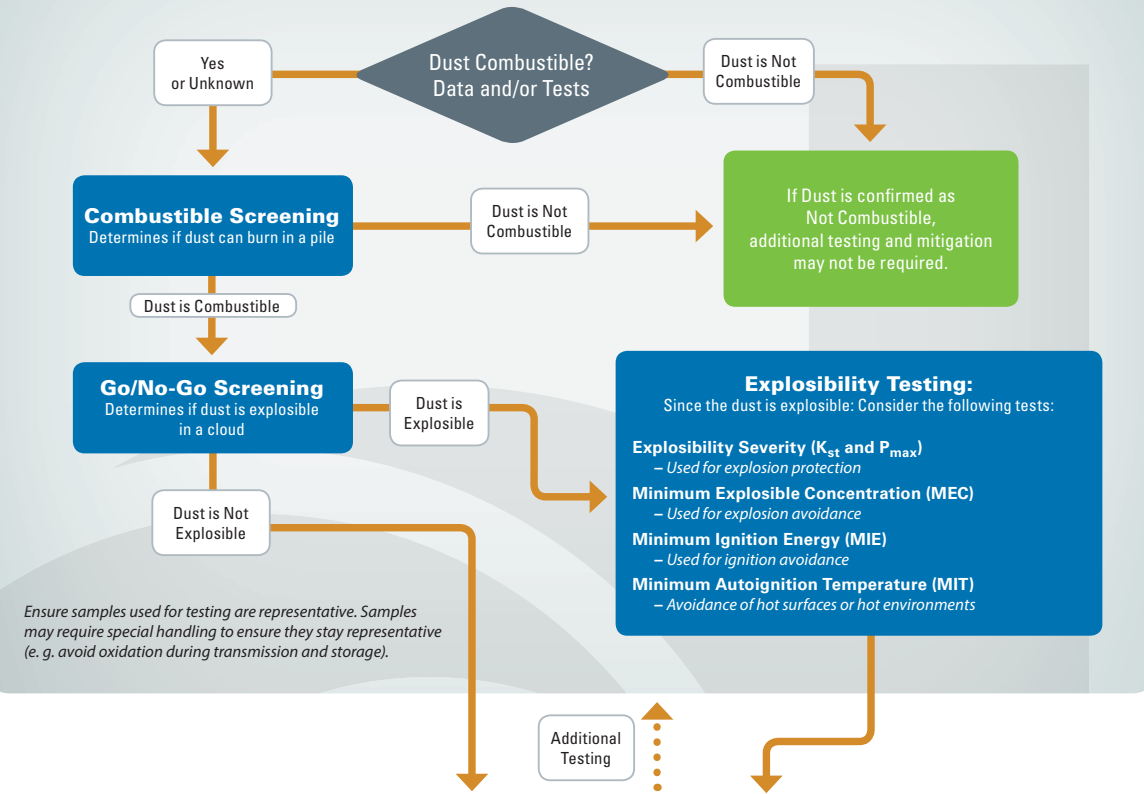 Dust Combustible?
Data and/or Tests
Yes
or Unknown
Dust is Not
Combustible
Combustible Screening
Determines if dust can burn in a pile
Dust is Not
Combustible
If Dust is confirmed as
Not Combustible,
additional testing and mitigation
may not be required.
Dust is Combustible
Go/No-Go Screening
Determines if dust is explosible
in a cloud
Dust is
Explosible
Explosibility Testing:
Since the dust is explosible: Consider the following tests:
Explosibility Severity (Kst and Pmax)
– Used for explosion protection
Minimum Explosible Concentration (MEC)
– Used for explosion avoidance
Minimum Ignition Energy (MIE)
– Used for ignition avoidance
Minimum Autoignition Temperature (MIT)
– Avoidance of hot surfaces or hot environments
Dust is Not
Explosible
Ensure samples used for testing are representative. Samples
may require special handling to ensure they stay representative
(e. g. avoid oxidation during transmission and storage).
Additional
Testing